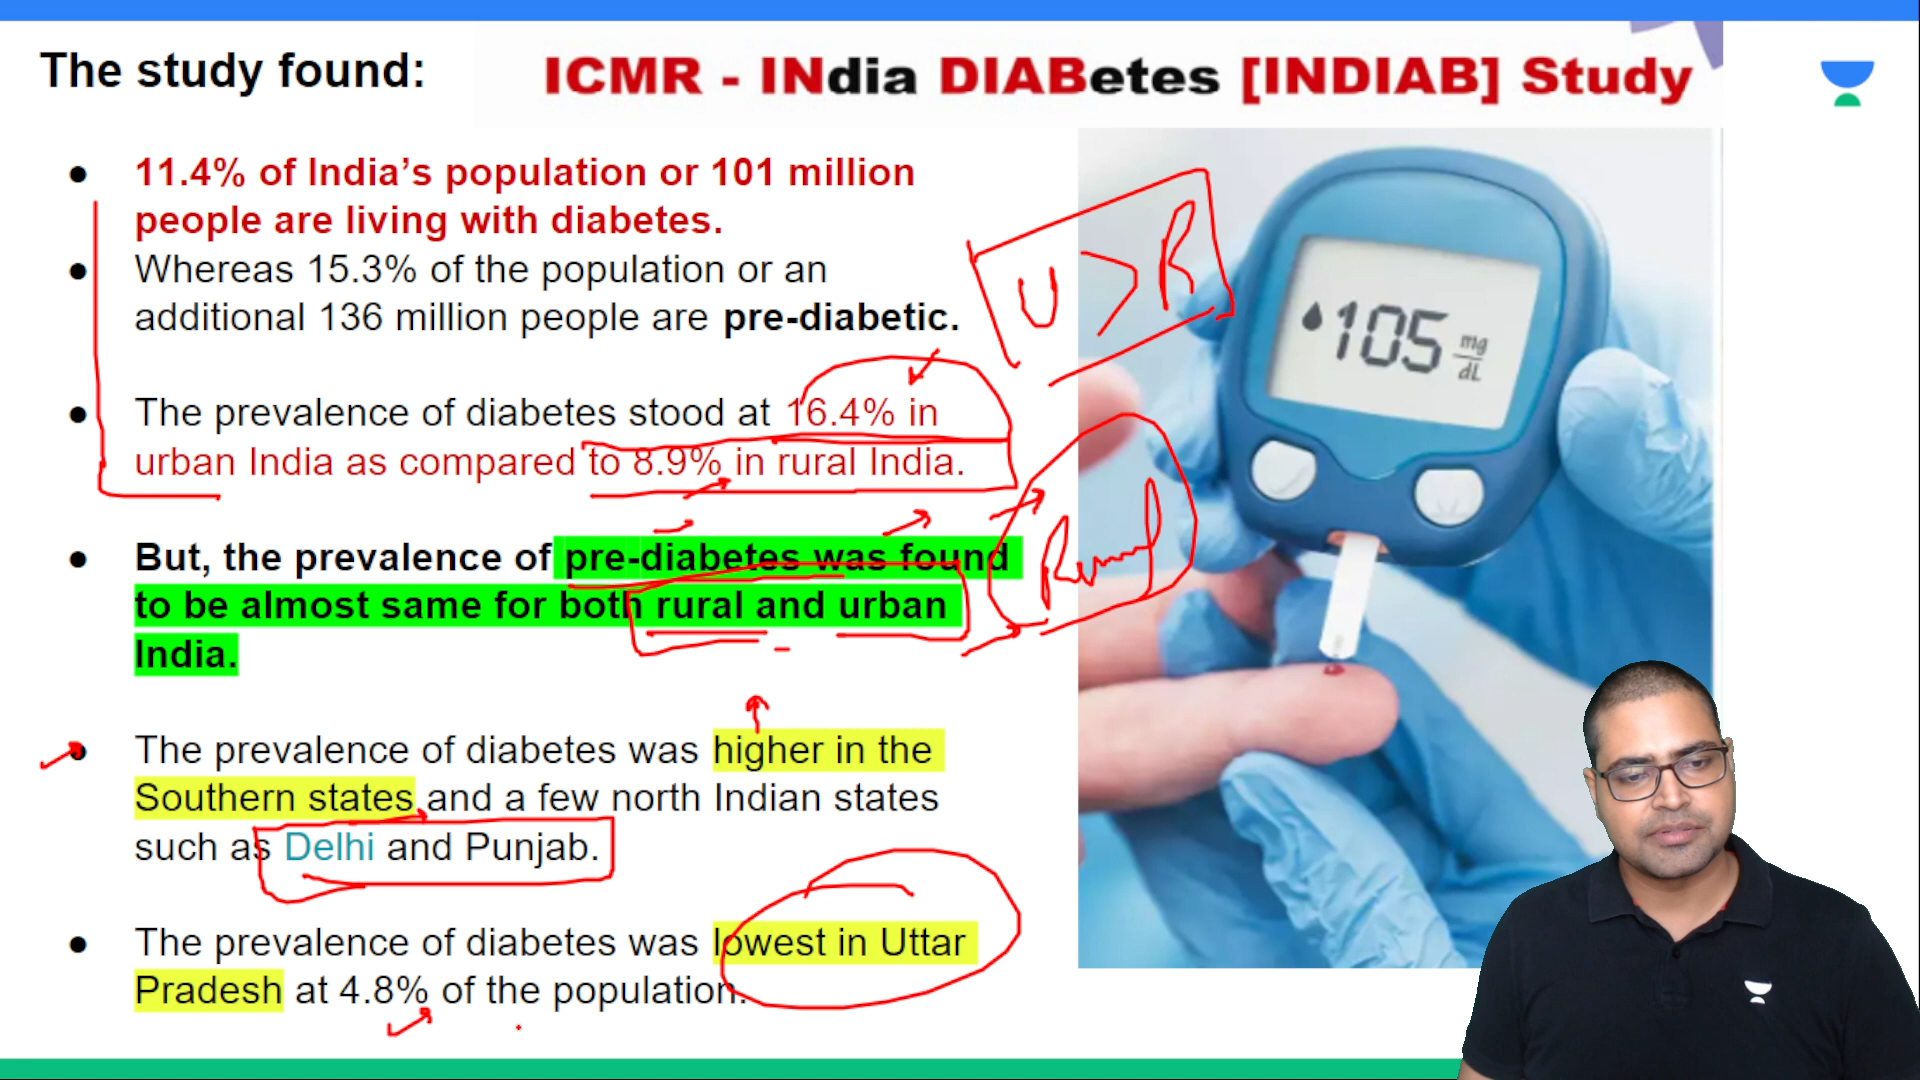 The study found:
ICMR - INdia DIABetes [INDIAB] Study
● 11.4% of India’s population or 101 million
people are living with diabetes.
● Whereas 15.3% of the population or an
additional 136 million people are pre-diabetic.
● The prevalence of diabetes stood at 16.4% in
urban India as compared to 8.9% in rural India.
● But, the prevalence of pre-diabetes was found
to be almost same for both rural and urban
India.
● The prevalence of diabetes was higher in the
Southern states and a few north Indian states
such as Delhi and Punjab.
● The prevalence of diabetes was lowest in Uttar
Pradesh at 4.8% of the population.
U > R
Rural
105 mg
dL